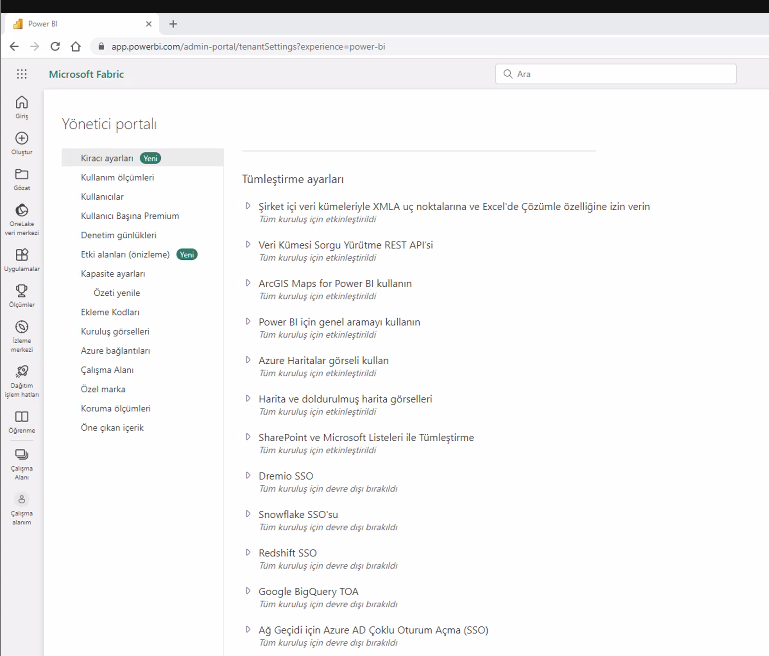 Power BI
app.powerbi.com/admin-portal/tenantSettings?experience=power-bi
Microsoft Fabric
Ara
Giriş
Oluştur
Gözat
OneLake
veri merkezi
Uygulamalar
Ölçümler
İzleme
merkezi
Dağıtım
işlem hatları
Öğrenme
Çalışma
Alanı
Çalışma
alanım
Yönetici portalı
Kiracı ayarları Yeni
Kullanım ölçümleri
Kullanıcılar
Kullanıcı Başına Premium
Denetim günlükleri
Etki alanları (önizleme) Yeni
Kapasite ayarları
Özeti yenile
Ekleme Kodları
Kuruluş görselleri
Azure bağlantıları
Çalışma Alanı
Özel marka
Koruma ölçümleri
Öne çıkan içerik
Tümleştirme ayarları
Şirket içi veri kümeleriyle XMLA uç noktalarına ve Excel'de Çözümle özelliğine izin verin
Tüm kuruluş için etkinleştirildi
Veri Kümesi Sorgu Yürütme REST API'si
Tüm kuruluş için etkinleştirildi
ArcGIS Maps for Power BI kullanın
Tüm kuruluş için etkinleştirildi
Power BI için genel aramayı kullanın
Tüm kuruluş için etkinleştirildi
Azure Haritalar görseli kullan
Tüm kuruluş için etkinleştirildi
Harita ve doldurulmuş harita görselleri
Tüm kuruluş için etkinleştirildi
SharePoint ve Microsoft Listeleri ile Tümleştirme
Tüm kuruluş için etkinleştirildi
Dremio SSO
Tüm kuruluş için devre dışı bırakıldı
Snowflake SSO'su
Tüm kuruluş için devre dışı bırakıldı
Redshift SSO
Tüm kuruluş için devre dışı bırakıldı
Google BigQuery TOA
Tüm kuruluş için devre dışı bırakıldı
Ağ Geçidi için Azure AD Çoklu Oturum Açma (SSO)
Tüm kuruluş için devre dışı bırakıldı